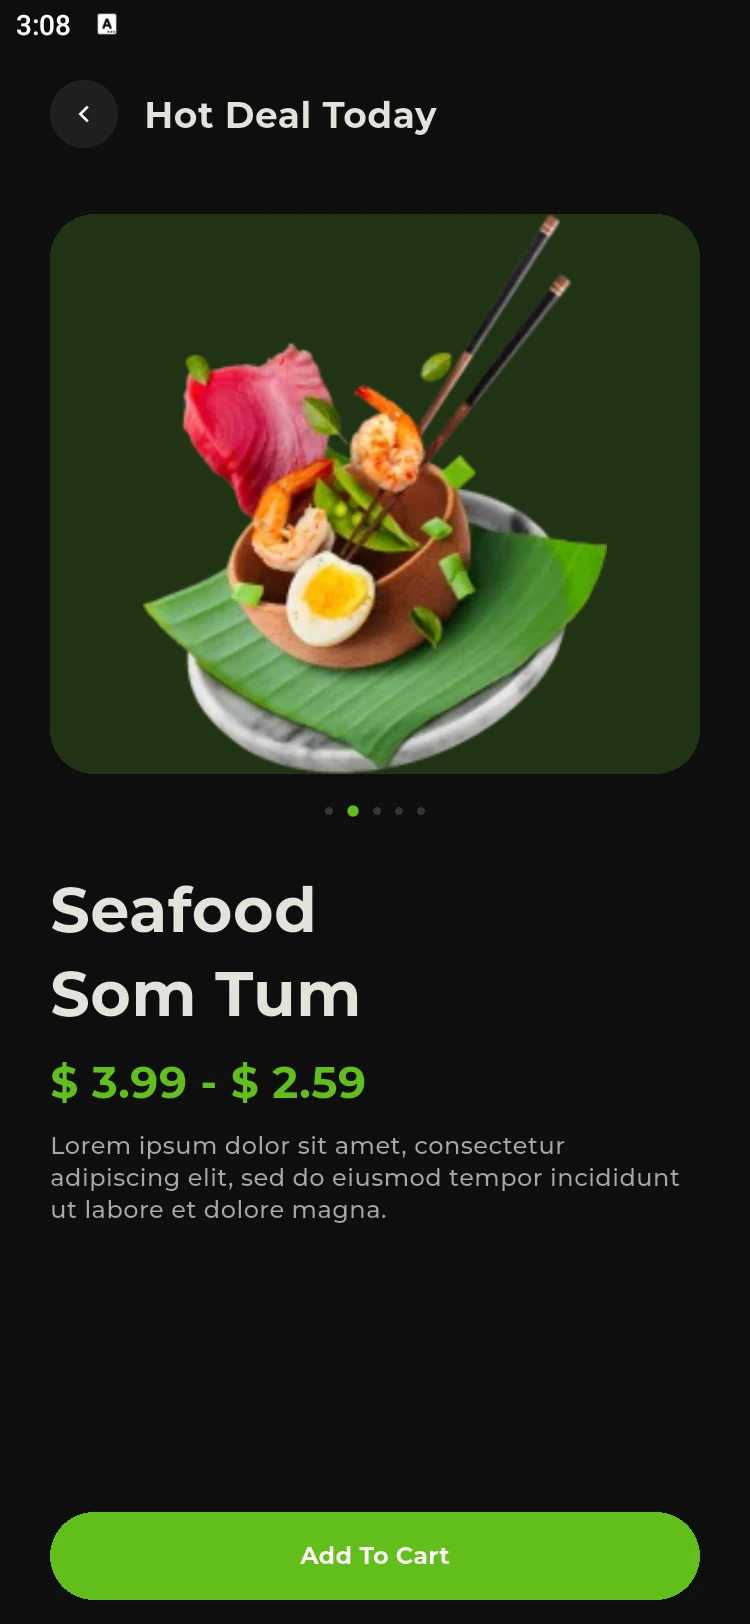 3:08 A
Hot Deal Today
Seafood
Som Tum
$ 3.99 - $ 2.59
Lorem ipsum dolor sit amet, consectetur
adipiscing elit, sed do eiusmod tempor incididunt
ut labore et dolore magna.
Add To Cart